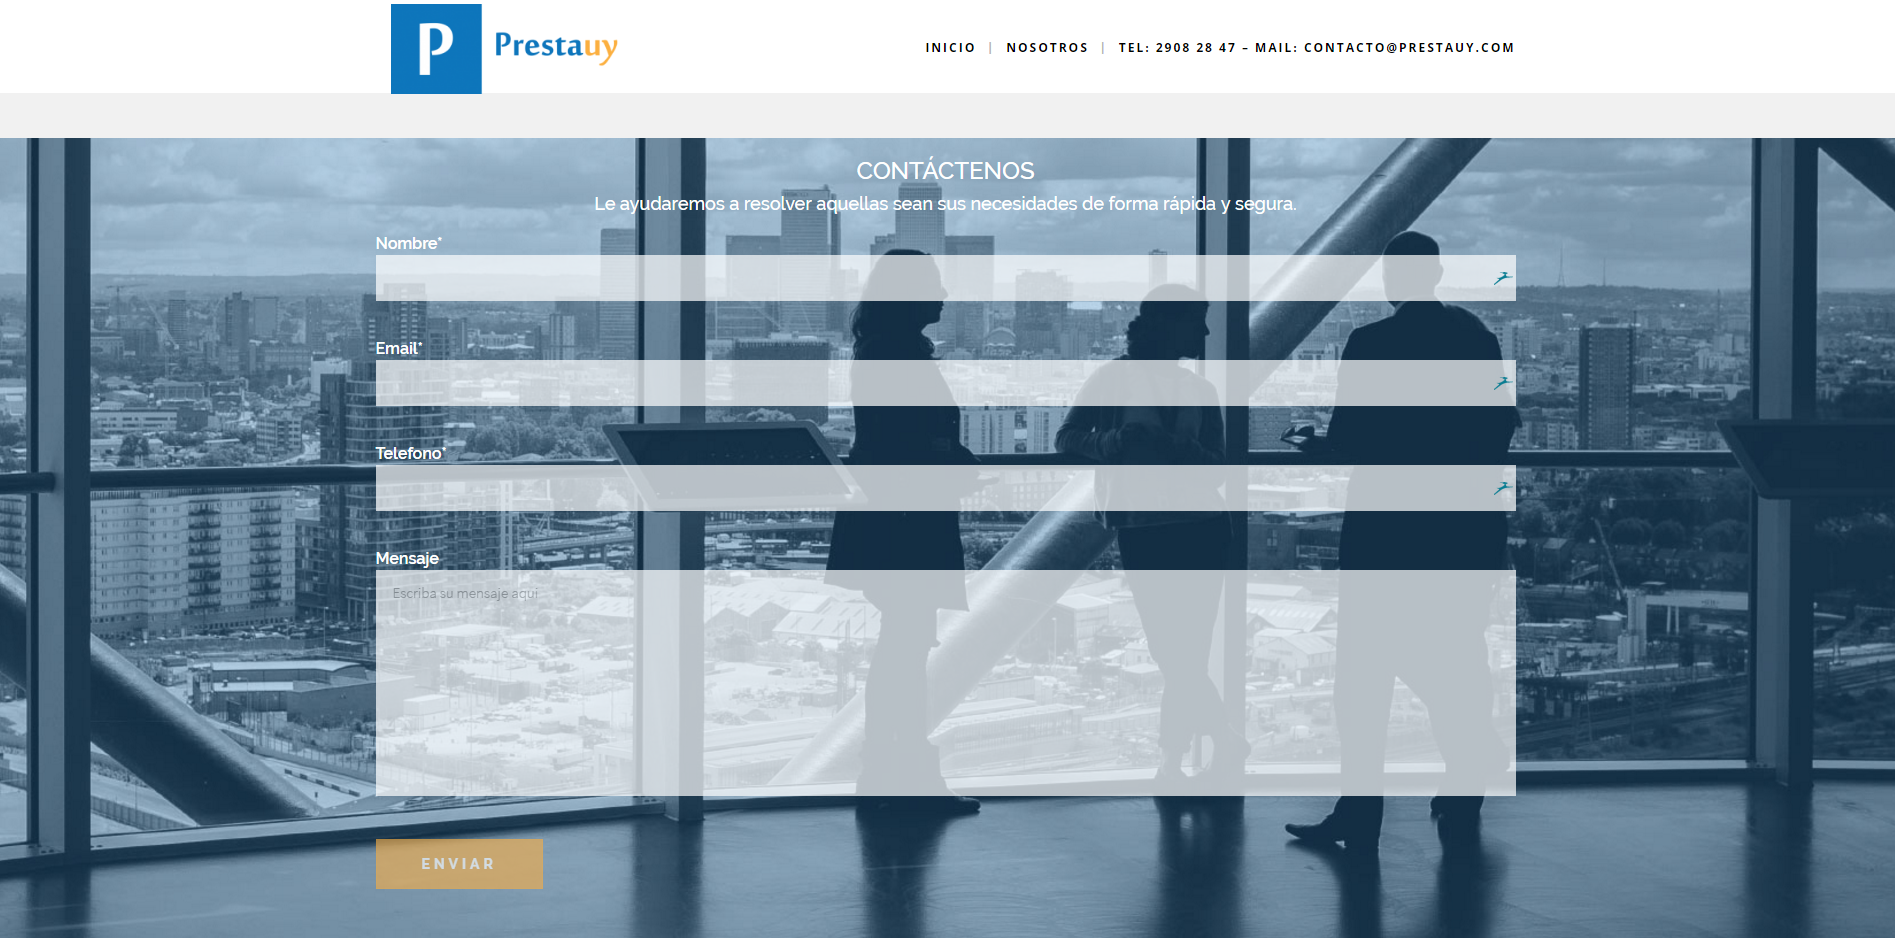 P Prestauy
INICIO | NOSOTROS | TEL: 2908 28 47 – MAIL: CONTACTO@PRESTAUY.COM
CONTÁCTENOS
Le ayudaremos a resolver aquellas sean sus necesidades de forma rápida y segura.
Nombre*
Email*
Telefono*
Mensaje
Escriba su mensaje aquí
ENVIAR